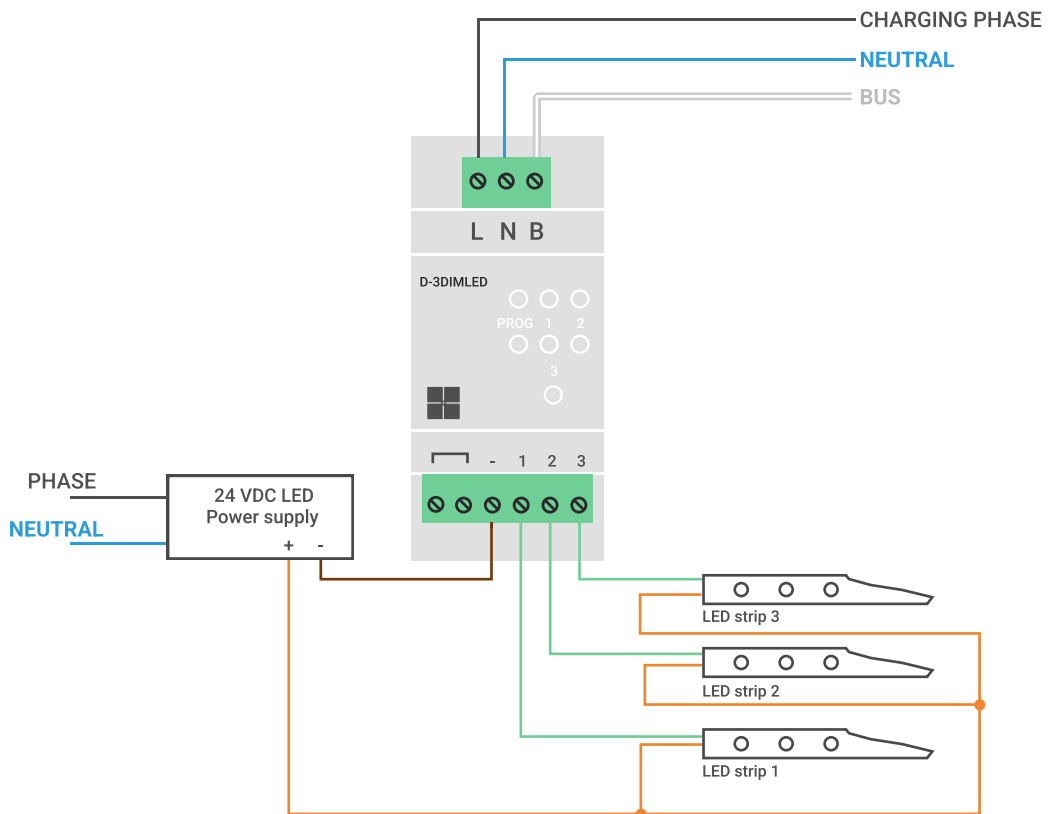 CHARGING PHASE
NEUTRAL
BUS
L N B
D-3DIMLED
PROG 1 2
3
- 1 2 3
PHASE
NEUTRAL
24 VDC LED
Power supply
+ -
LED strip 3
LED strip 2
LED strip 1